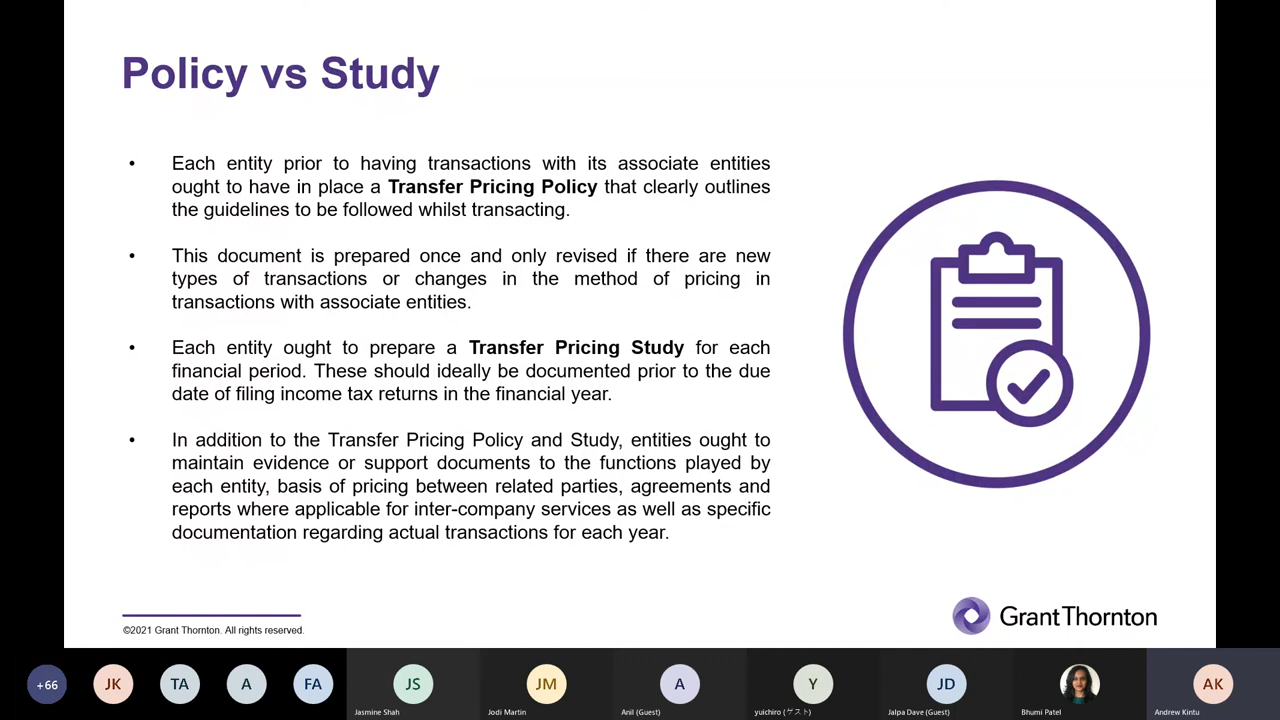 Policy vs Study
• Each entity prior to having transactions with its associate entities
ought to have in place a Transfer Pricing Policy that clearly outlines
the guidelines to be followed whilst transacting.
• This document is prepared once and only revised if there are new
types of transactions or changes in the method of pricing in
transactions with associate entities.
• Each entity ought to prepare a Transfer Pricing Study for each
financial period. These should ideally be documented prior to the due
date of filing income tax returns in the financial year.
• In addition to the Transfer Pricing Policy and Study, entities ought to
maintain evidence or support documents to the functions played by
each entity, basis of pricing between related parties, agreements and
reports where applicable for inter-company services as well as specific
documentation regarding actual transactions for each year.
©2021 Grant Thornton. All rights reserved.
GrantThornton
+66 JK TA A FA JS JM A Y JD AK
Jasmine Shah Jodi Martin Anil (Guest) yuichiro (ゲスト) Jalpa Dave (Guest) Bhumi Patel Andrew Kintu